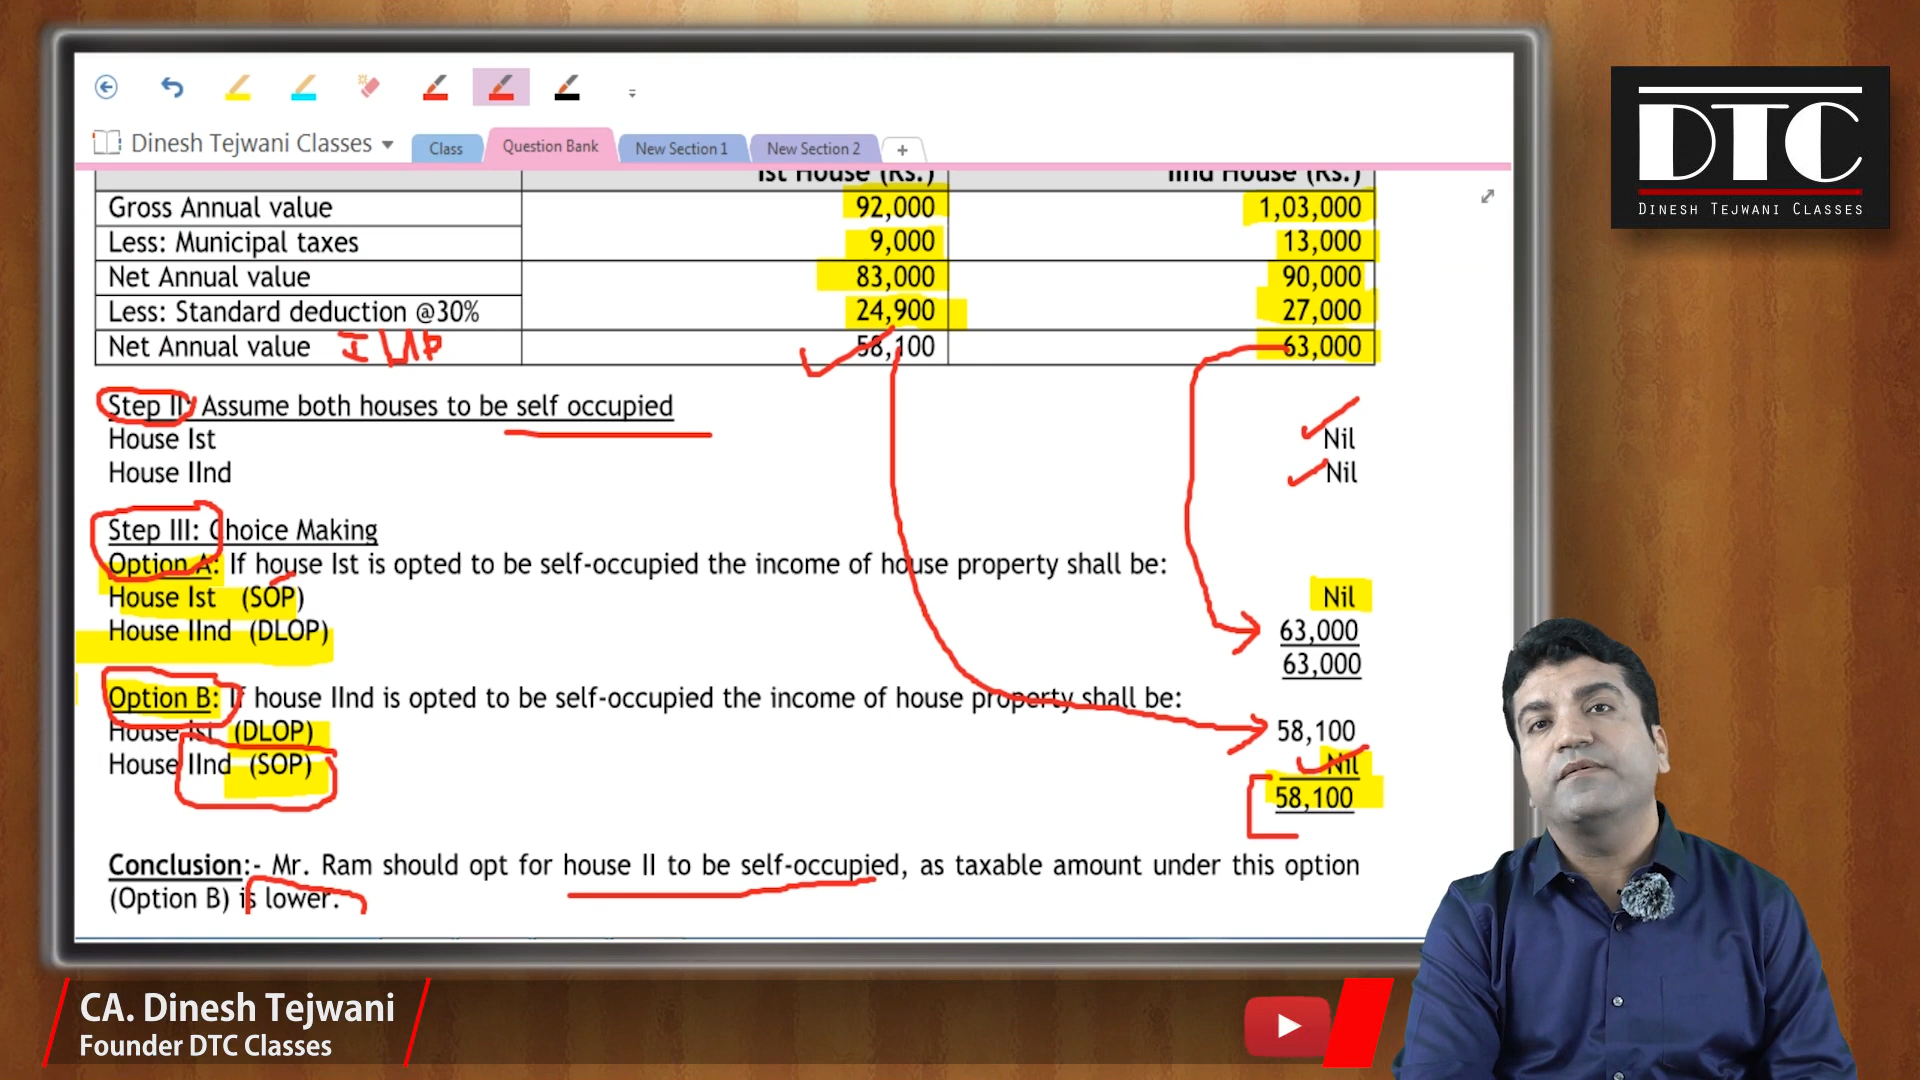 DTC
DINESH TEJWANI CLASSES
Dinesh Tejwani Classes
Class
Question Bank
New Section 1
New Section 2
+
Ist House (Rs.) IInd House (Rs.)
Gross Annual value 92,000 1,03,000
Less: Municipal taxes 9,000 13,000
Net Annual value 83,000 90,000
Less: Standard deduction @30% 24,900 27,000
Net Annual value 58,100 63,000
Step II: Assume both houses to be self occupied
House Ist Nil
House IInd Nil
Step III: Choice Making
Option A: If house Ist is opted to be self-occupied the income of house property shall be:
House Ist (SOP) Nil
House IInd (DLOP) 63,000
63,000
Option B: If house IInd is opted to be self-occupied the income of house property shall be:
House Ist (DLOP) 58,100
House IInd (SOP) Nil
58,100
Conclusion:- Mr. Ram should opt for house II to be self-occupied, as taxable amount under this option
(Option B) is lower.
CA. Dinesh Tejwani
Founder DTC Classes